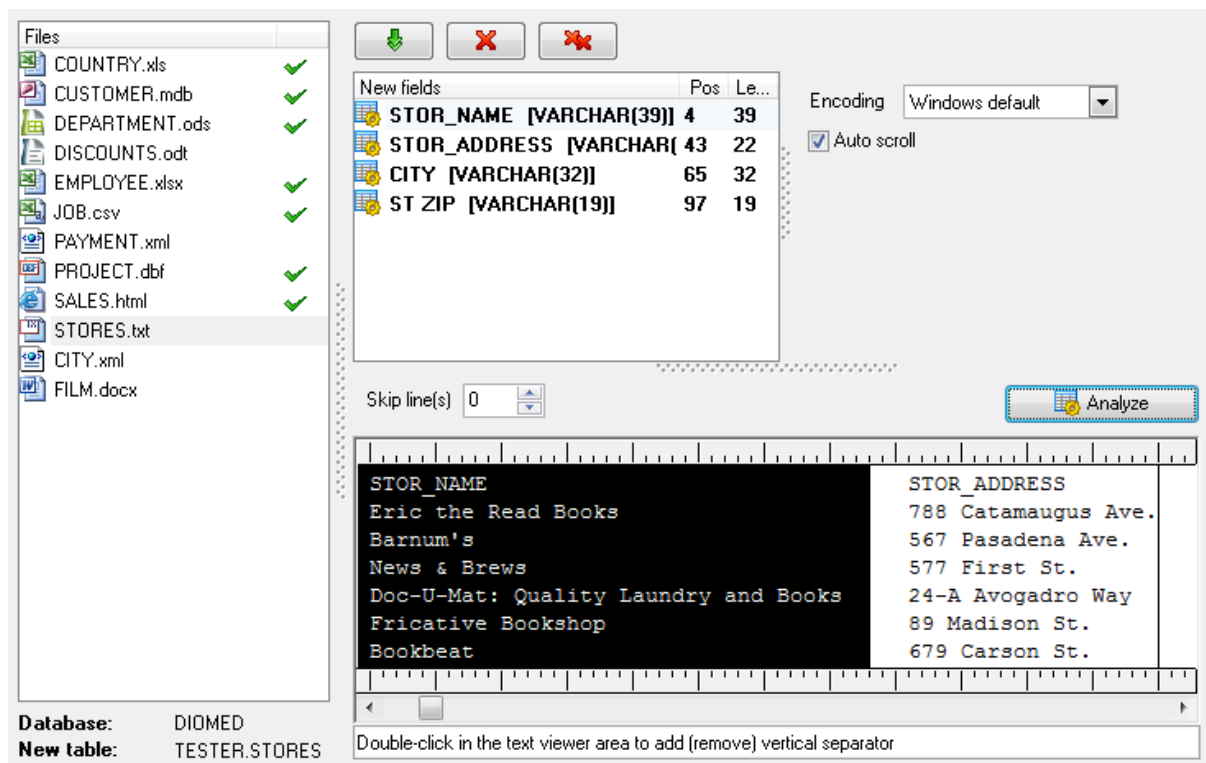 Files
COUNTRY.xls
CUSTOMER.mdb
DEPARTMENT.ods
DISCOUNTS.odt
EMPLOYEE.xlsx
JOB.csv
PAYMENT.xml
PROJECT.dbf
SALES.html
STORES.txt
CITY.xml
FILM.docx
Database: DIOMED
New table: TESTER.STORES
New fields Pos Le...
STOR_NAME [VARCHAR(39)] 4 39
STOR_ADDRESS [VARCHAR( 43 22
CITY [VARCHAR(32)] 65 32
ST ZIP [VARCHAR(19)] 97 19
Encoding Windows default
Auto scroll
Skip line(s) 0
Analyze
STOR_NAME STOR_ADDRESS
Eric the Read Books 788 Catamaugus Ave.
Barnum's 567 Pasadena Ave.
News & Brews 577 First St.
Doc-U-Mat: Quality Laundry and Books 24-A Avogadro Way
Fricative Bookshop 89 Madison St.
Bookbeat 679 Carson St.
Double-click in the text viewer area to add (remove) vertical separator